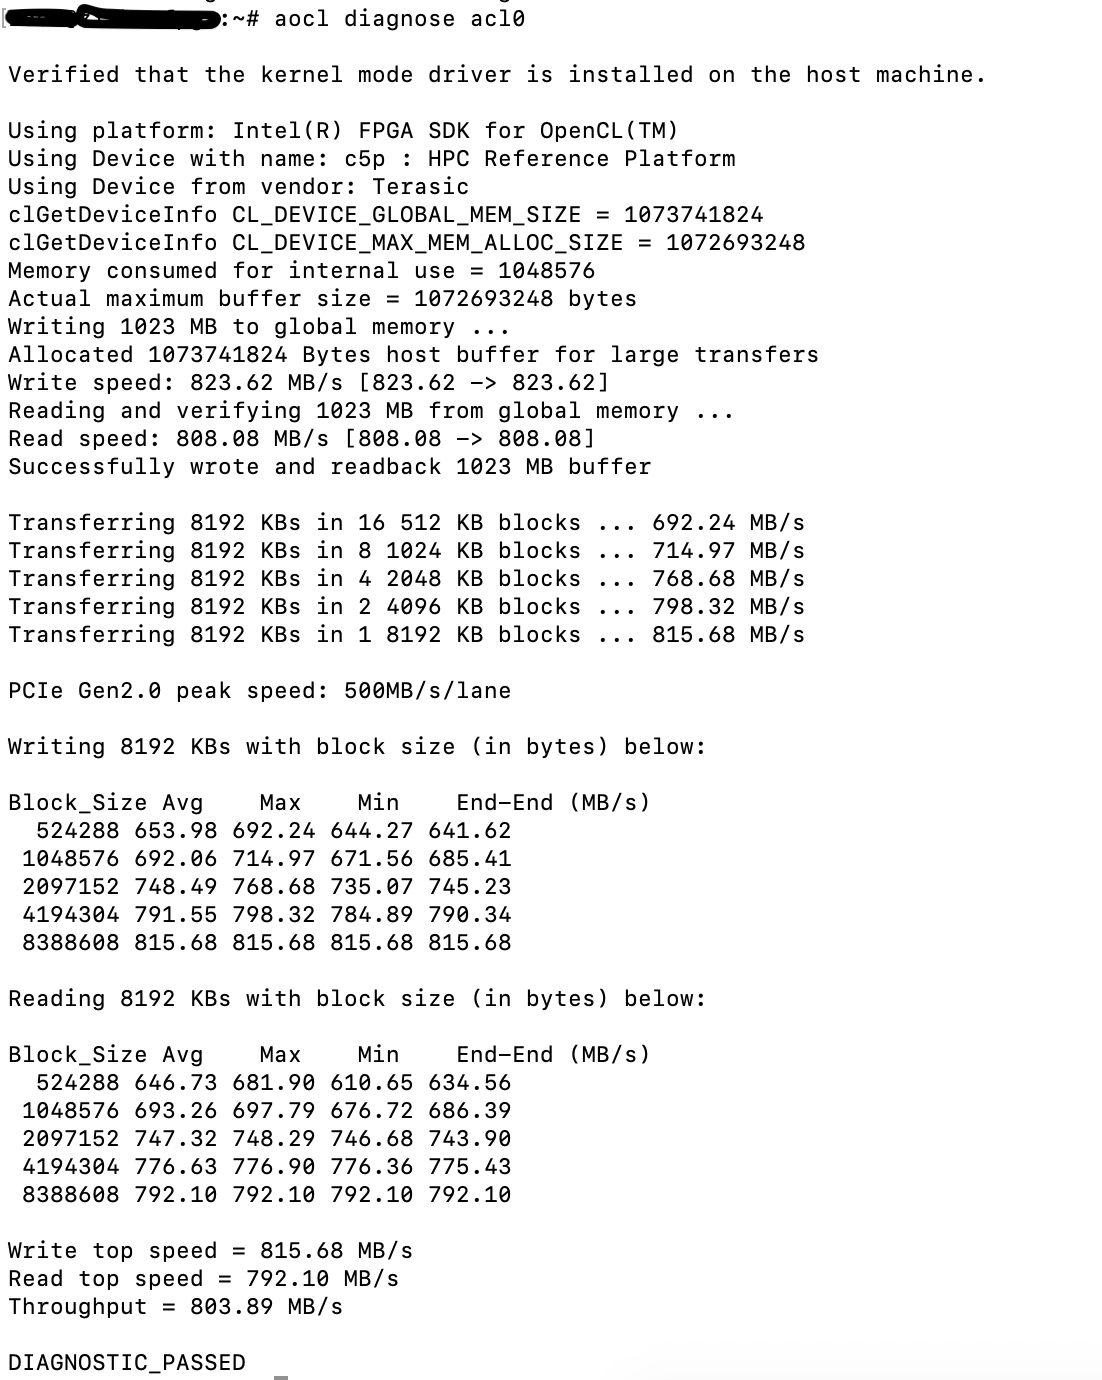 :~# aocl diagnose acl0
Verified that the kernel mode driver is installed on the host machine.
Using platform: Intel(R) FPGA SDK for OpenCL(TM)
Using Device with name: c5p : HPC Reference Platform
Using Device from vendor: Terasic
clGetDeviceInfo CL_DEVICE_GLOBAL_MEM_SIZE = 1073741824
clGetDeviceInfo CL_DEVICE_MAX_MEM_ALLOC_SIZE = 1072693248
Memory consumed for internal use = 1048576
Actual maximum buffer size = 1072693248 bytes
Writing 1023 MB to global memory ...
Allocated 1073741824 Bytes host buffer for large transfers
Write speed: 823.62 MB/s [823.62 -> 823.62]
Reading and verifying 1023 MB from global memory ...
Read speed: 808.08 MB/s [808.08 -> 808.08]
Successfully wrote and readback 1023 MB buffer
Transferring 8192 KBs in 16 512 KB blocks ... 692.24 MB/s
Transferring 8192 KBs in 8 1024 KB blocks ... 714.97 MB/s
Transferring 8192 KBs in 4 2048 KB blocks ... 768.68 MB/s
Transferring 8192 KBs in 2 4096 KB blocks ... 798.32 MB/s
Transferring 8192 KBs in 1 8192 KB blocks ... 815.68 MB/s
PCIe Gen2.0 peak speed: 500MB/s/lane
Writing 8192 KBs with block size (in bytes) below:
Block_Size Avg Max Min End-End (MB/s)
524288 653.98 692.24 644.27 641.62
1048576 692.06 714.97 671.56 685.41
2097152 748.49 768.68 735.07 745.23
4194304 791.55 798.32 784.89 790.34
8388608 815.68 815.68 815.68 815.68
Reading 8192 KBs with block size (in bytes) below:
Block_Size Avg Max Min End-End (MB/s)
524288 646.73 681.90 610.65 634.56
1048576 693.26 697.79 676.72 686.39
2097152 747.32 748.29 746.68 743.90
4194304 776.63 776.90 776.36 775.43
8388608 792.10 792.10 792.10 792.10
Write top speed = 815.68 MB/s
Read top speed = 792.10 MB/s
Throughput = 803.89 MB/s
DIAGNOSTIC_PASSED